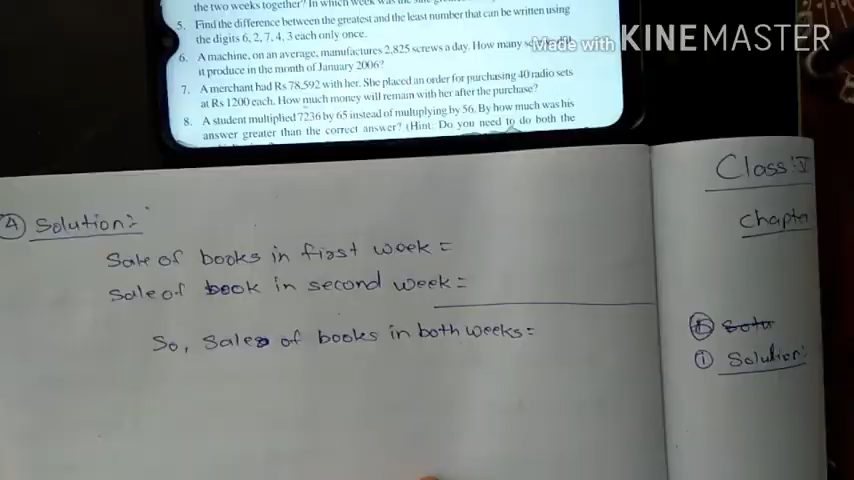 the two weeks together? In which week was the sale
5. Find the difference between the greatest and the least number that can be written using
the digits 6, 2, 7, 4, 3 each only once.
6. A machine, on an average, manufactures 2,825 screws a day. How many
it produce in the month of January 2006?
7. A merchant had Rs 78,592 with her. She placed an order for purchasing 40 radio sets
at Rs 1200 each. How much money will remain with her after the purchase?
8. A student multiplied 7236 by 65 instead of multiplying by 56. By how much was his
answer greater than the correct answer? (Hint: Do you need to do both the
Made with KINEMASTER
4 Solution:-
Sale of books in first week =
Sale of book in second week =
So, Sales of books in both weeks=
Class:-V
Chapter
1 Solution: